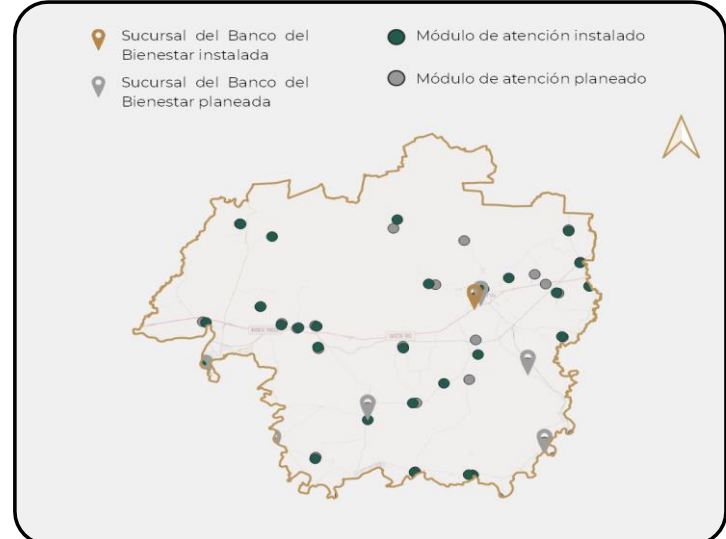 Sucursal del Banco del
Bienestar instalada
Sucursal del Banco del
Bienestar planeada
Módulo de atención instalado
Módulo de atención planeado